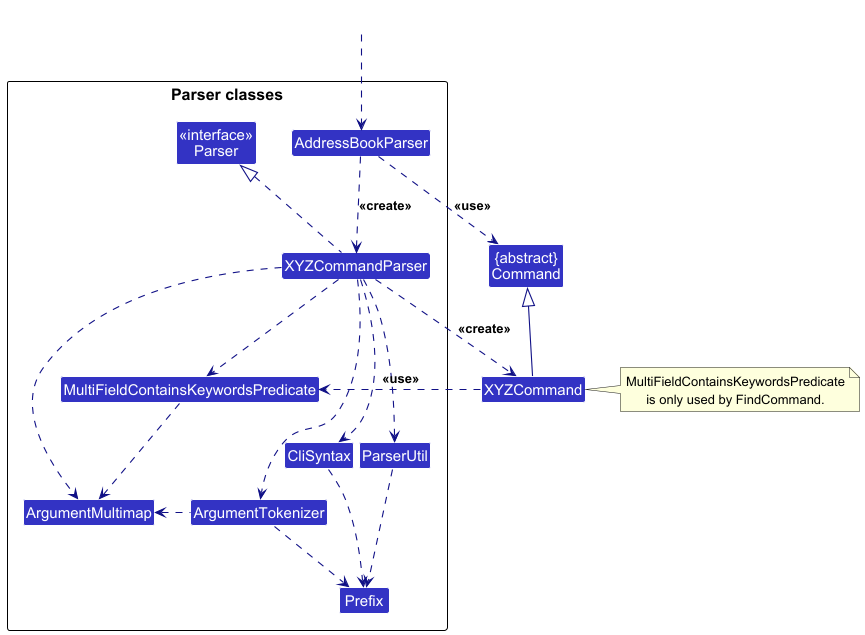 Parser classes
«interface»
Parser
AddressBookParser
«create»
«use»
XYZCommandParser
{abstract}
Command
«create»
MultiFieldContainsKeywordsPredicate
«use»
XYZCommand
MultiFieldContainsKeywordsPredicate
is only used by FindCommand.
CliSyntax
ParserUtil
ArgumentMultimap
ArgumentTokenizer
Prefix